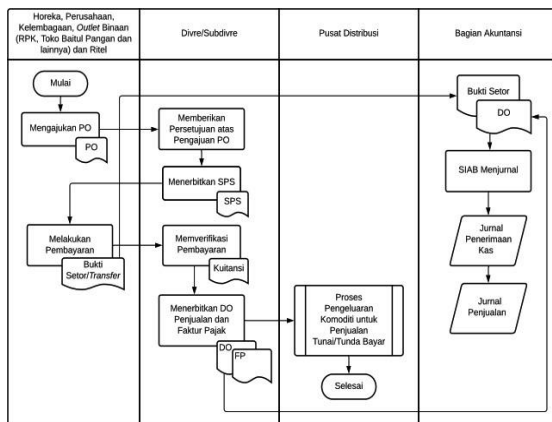 Horeka, Perusahaan,
Kelembagaan, Outlet Binaan
(RPK, Toko Baitul Pangan dan
lainnya) dan Ritel
Divre/Subdivre
Pusat Distribusi
Bagian Akuntansi
Mulai
Mengajukan PO
PO
Memberikan
Persetujuan atas
Pengajuan PO
Menerbitkan SPS
SPS
Melakukan
Pembayaran
Bukti
Setor/Transfer
Memverifikasi
Pembayaran
Kuitansi
Menerbitkan DO
Penjualan dan
Faktur Pajak
DO
FP
Proses
Pengeluaran
Komoditi untuk
Penjualan
Tunai/Tunda Bayar
Selesai
Bukti Setor
DO
SIAB Menjurnal
Jurnal
Penerimaan
Kas
Jurnal
Penjualan